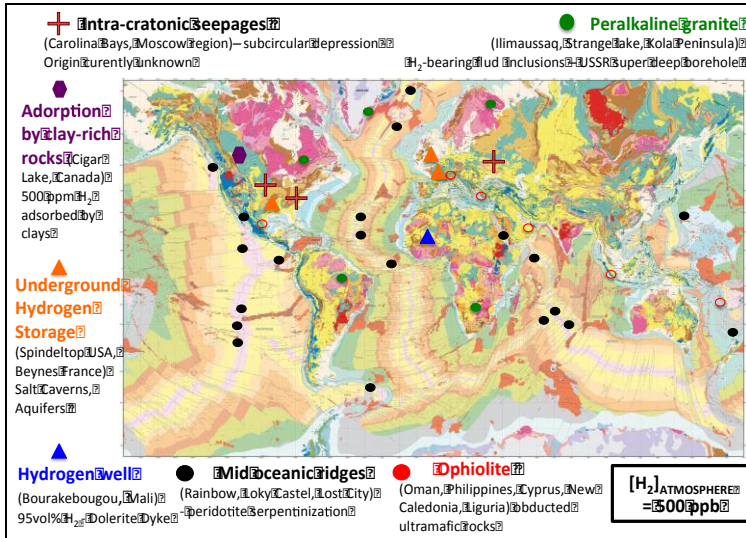 Intra-cratonic seepages
(Carolina Bays, Moscow region) – subcircular depression
Origin curently unknown
Peralkaline granite
(Ilimaussaq, Strange lake, Kola Peninsula)
H2-bearing flud inclusions – USSR super deep borehole
Adorption
by clay-rich
rocks (Cigar
Lake, Canada)
500 ppm H2
adsorbed by
clays
Underground
Hydrogen
Storage
(Spindeltop USA,
Beynes France)
Salt Caverns,
Aquifers
Hydrogen well
(Bourakebougou, Mali)
95vol% H2 - Dolerite Dyke
Mid oceanic ridges
(Rainbow, Loky Castel, Lost City)
- peridotite serpentinization
Ophiolite
(Oman, Philippines, Cyprus, New
Caledonia, Liguria) obducted
ultramafic rocks
[H2]ATMOSPHERE
= 500 ppb